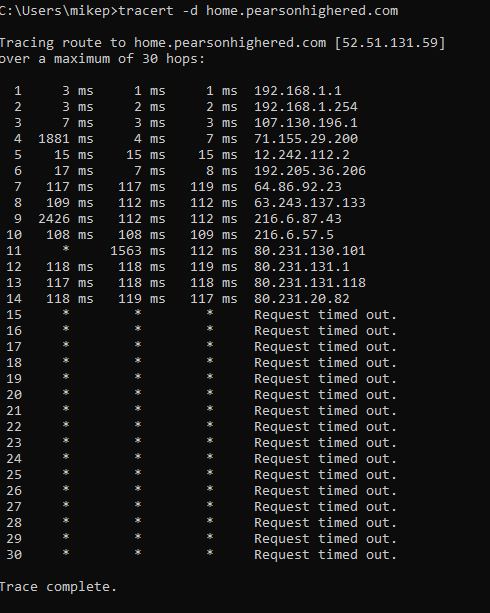 C:\Users\mikep>tracert -d home.pearsonhighered.com
Tracing route to home.pearsonhighered.com [52.51.131.59]
over a maximum of 30 hops:
1 3 ms 1 ms 1 ms 192.168.1.1
2 3 ms 2 ms 2 ms 192.168.1.254
3 7 ms 3 ms 3 ms 107.130.196.1
4 1881 ms 4 ms 7 ms 71.155.29.200
5 15 ms 15 ms 15 ms 12.242.112.2
6 17 ms 7 ms 8 ms 192.205.36.206
7 117 ms 117 ms 119 ms 64.86.92.23
8 109 ms 112 ms 112 ms 63.243.137.133
9 2426 ms 112 ms 112 ms 216.6.87.43
10 108 ms 108 ms 109 ms 216.6.57.5
11 * 1563 ms 112 ms 80.231.130.101
12 118 ms 118 ms 119 ms 80.231.131.1
13 117 ms 118 ms 118 ms 80.231.131.118
14 118 ms 119 ms 117 ms 80.231.20.82
15 * * * Request timed out.
16 * * * Request timed out.
17 * * * Request timed out.
18 * * * Request timed out.
19 * * * Request timed out.
20 * * * Request timed out.
21 * * * Request timed out.
22 * * * Request timed out.
23 * * * Request timed out.
24 * * * Request timed out.
25 * * * Request timed out.
26 * * * Request timed out.
27 * * * Request timed out.
28 * * * Request timed out.
29 * * * Request timed out.
30 * * * Request timed out.
Trace complete.